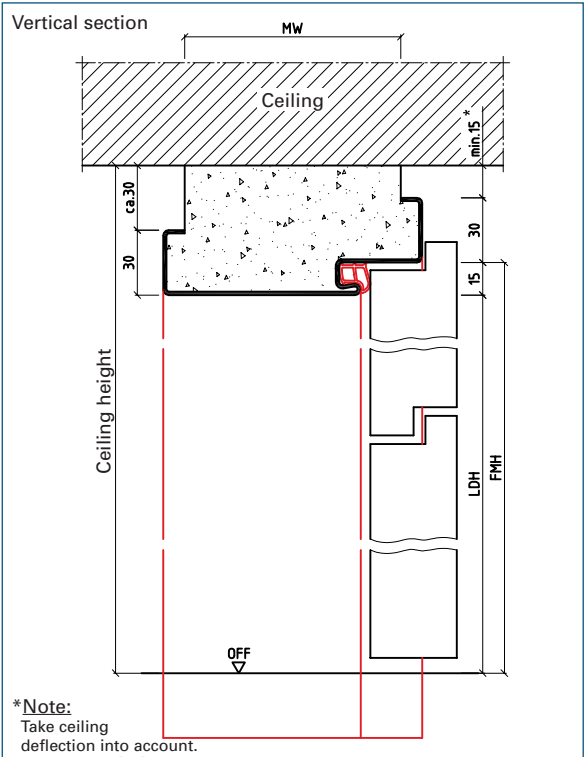 Vertical section
MW
Ceiling
min.15*
ca.30
30
30
15
Ceiling height
LDH
FMH
OFF
*Note:
Take ceiling
deflection into account.